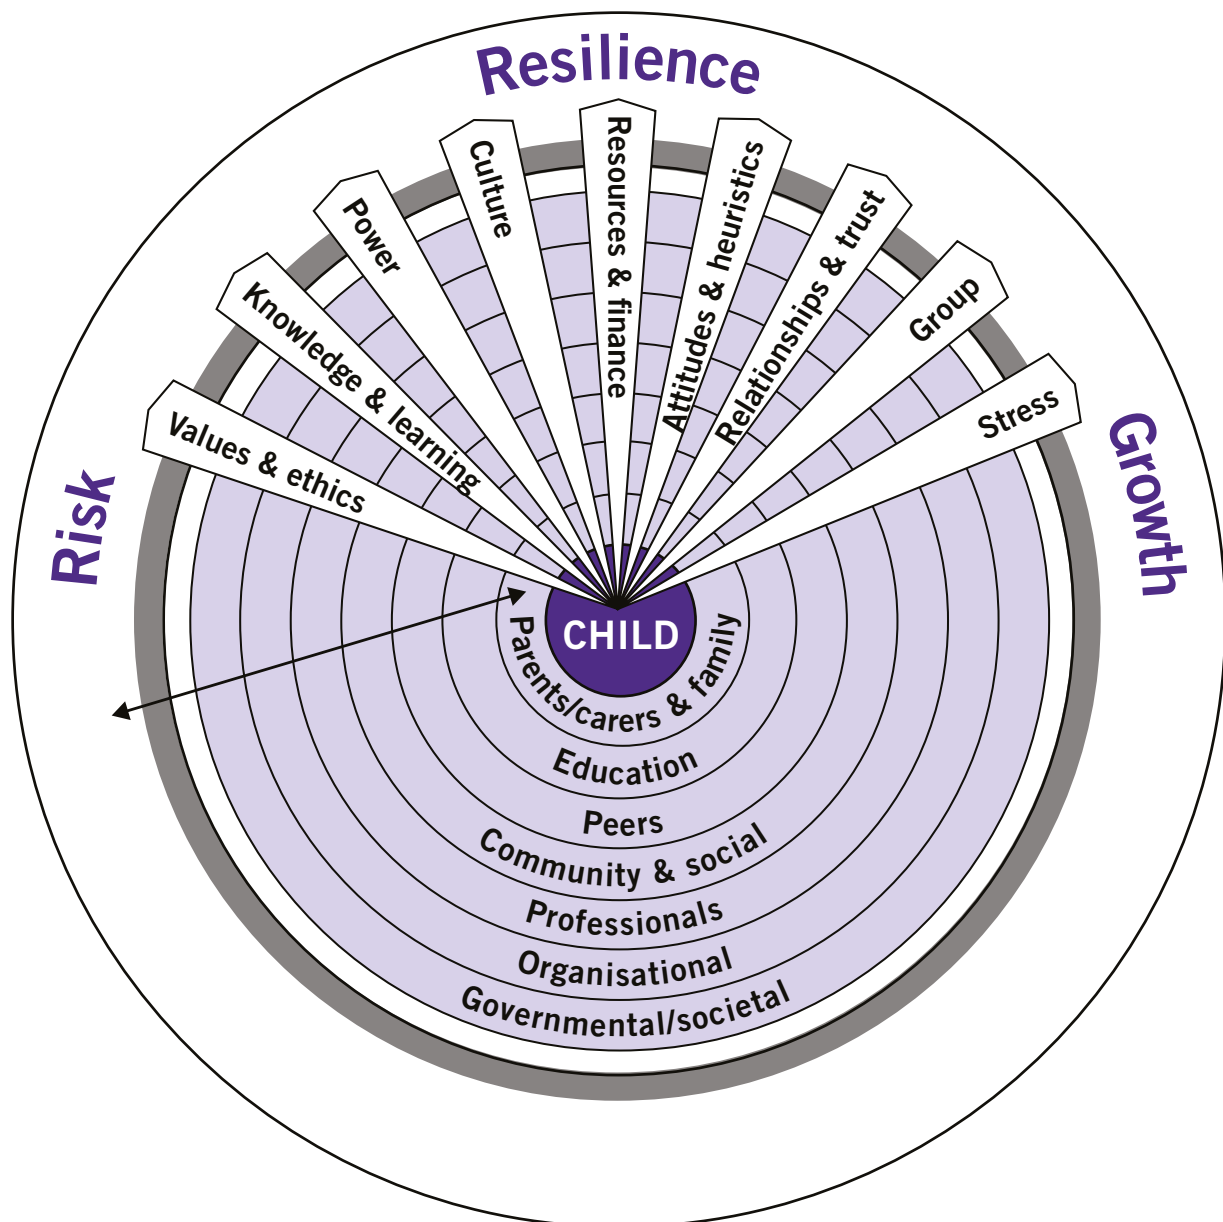 Resilience
Risk
Growth
Values & ethics
Knowledge & learning
Power
Culture
Resources & finance
Attitudes & heuristics
Relationships & trust
Group
Stress
CHILD
Parents/carers & family
Education
Peers
Community & social
Professionals
Organisational
Governmental/societal